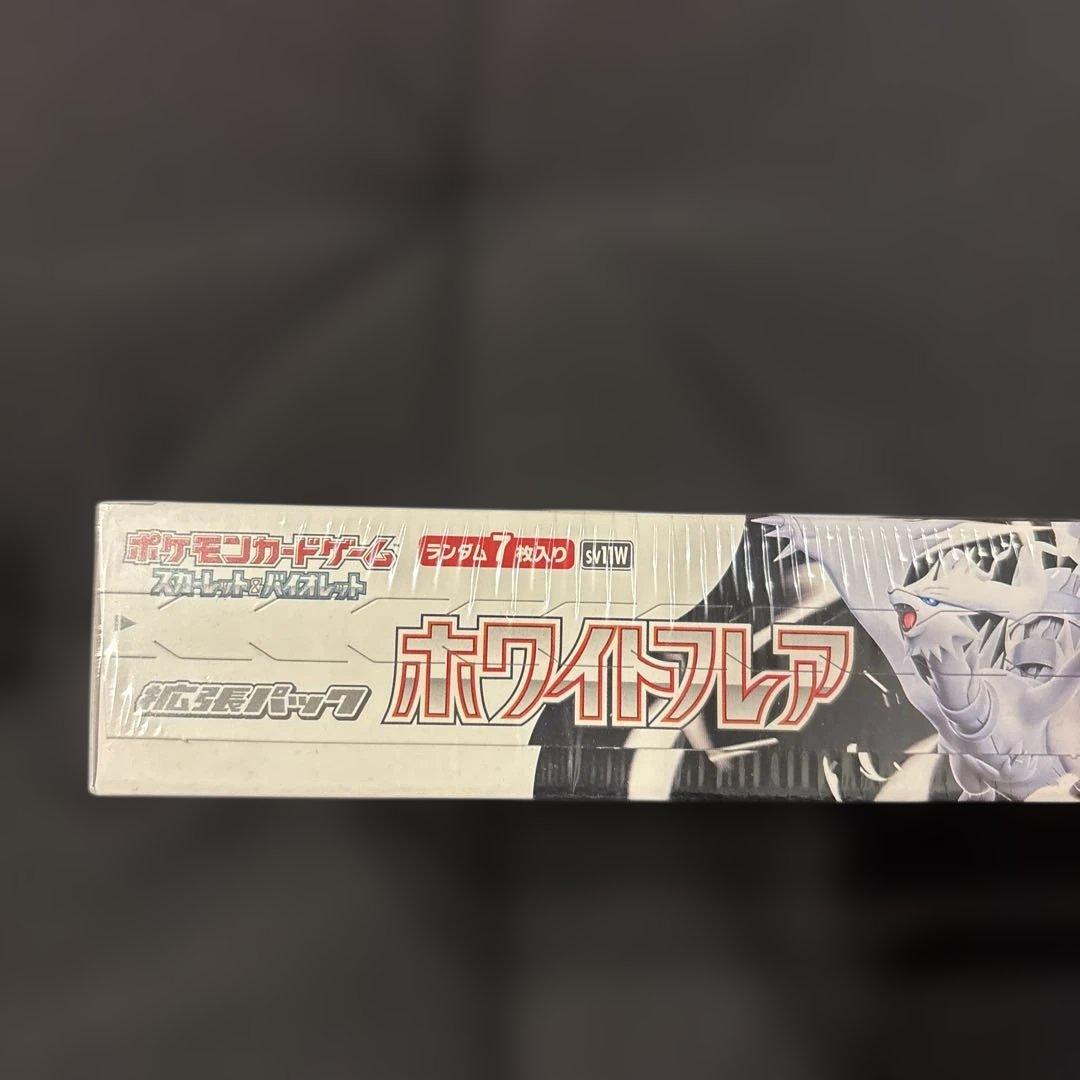 ポケモンカードゲーム
スカーレット&バイオレット
ランダム7枚入り
sv11W
拡張パック
ホワイトフレア